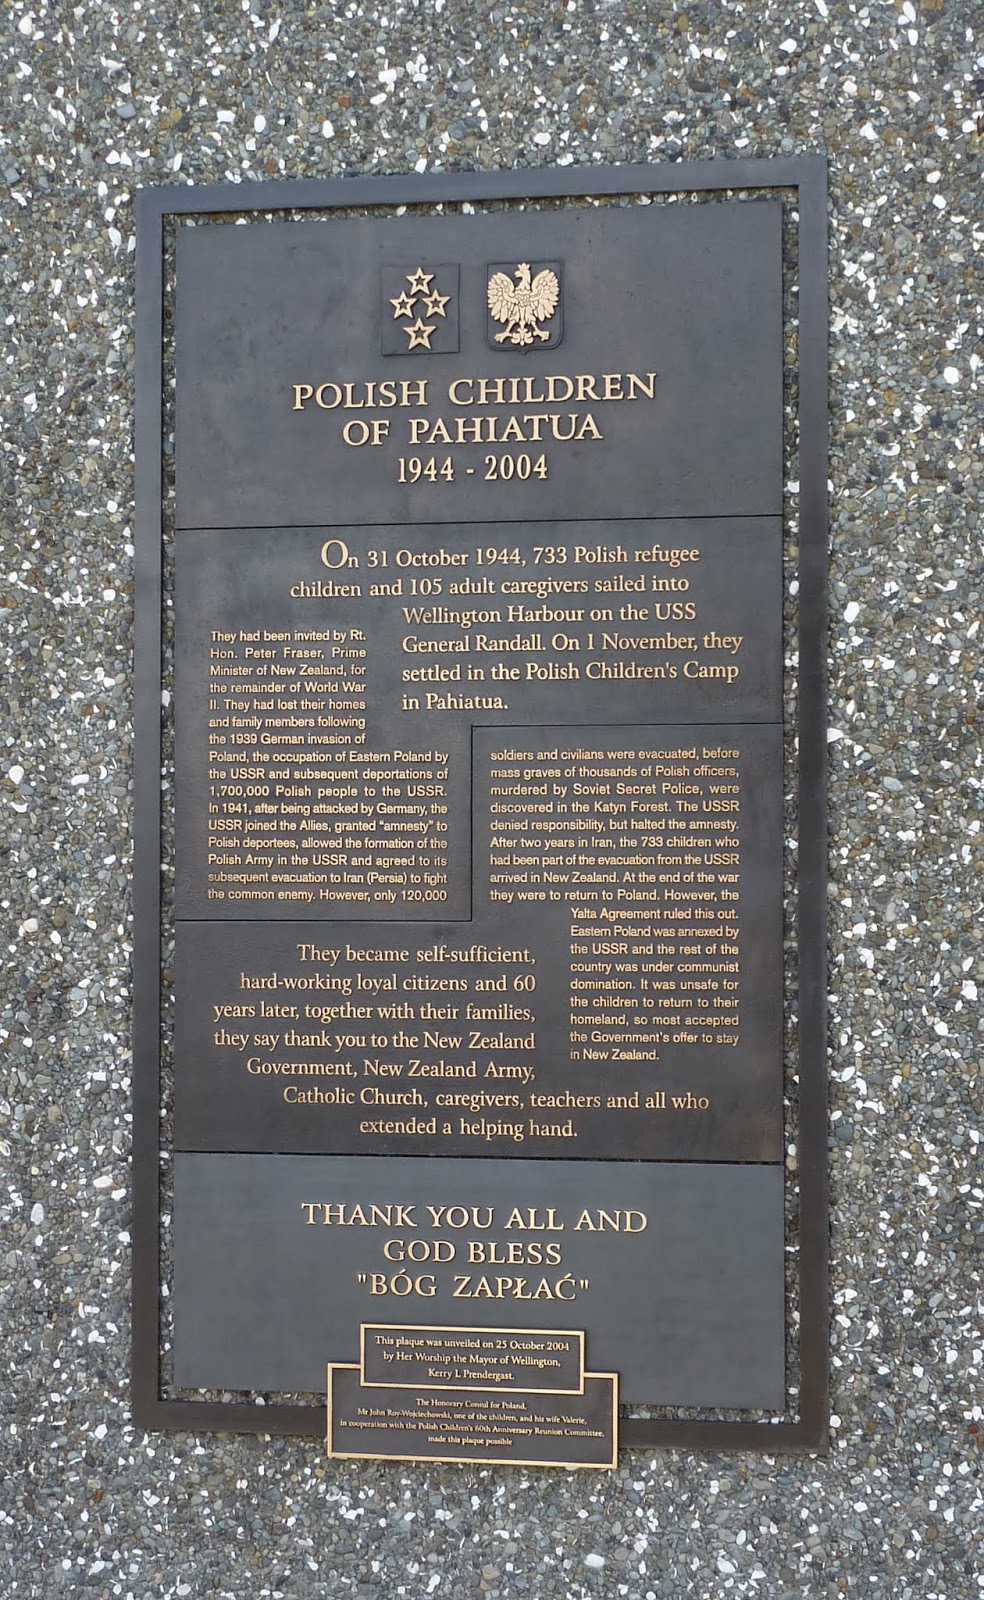 POLISH CHILDREN
OF PAHIATUA
1944 - 2004
On 31 October 1944, 733 Polish refugee
children and 105 adult caregivers sailed into
Wellington Harbour on the USS
General Randall. On 1 November, they
settled in the Polish Children's Camp
in Pahiatua.
They had been invited by Rt.
Hon. Peter Fraser, Prime
Minister of New Zealand, for
the remainder of World War
II. They had lost their homes
and family members following
the 1939 German invasion of
Poland, the occupation of Eastern Poland by
the USSR and subsequent deportations of
1,700,000 Polish people to the USSR.
In 1941, after being attacked by Germany, the
USSR joined the Allies, granted “amnesty” to
Polish deportees, allowed the formation of the
Polish Army in the USSR and agreed to its
subsequent evacuation to Iran (Persia) to fight
the common enemy. However, only 120,000
soldiers and civilians were evacuated, before
mass graves of thousands of Polish officers,
murdered by Soviet Secret Police, were
discovered in the Katyn Forest. The USSR
denied responsibility, but halted the amnesty.
After two years in Iran, the 733 children who
had been part of the evacuation from the USSR
arrived in New Zealand. At the end of the war
they were to return to Poland. However, the
Yalta Agreement ruled this out.
Eastern Poland was annexed by
the USSR and the rest of the
country was under communist
domination. It was unsafe for
the children to return to their
homeland, so most accepted
the Government's offer to stay
in New Zealand.
They became self-sufficient,
hard-working loyal citizens and 60
years later, together with their families,
they say thank you to the New Zealand
Government, New Zealand Army,
Catholic Church, caregivers, teachers and all who
extended a helping hand.
THANK YOU ALL AND
GOD BLESS
"BÓG ZAPŁAĆ"
This plaque was unveiled on 25 October 2004
by Her Worship the Mayor of Wellington,
Kerry L Prendergast.
The Honorary Consul for Poland,
Mr John Roy-Wojciechowski, one of the children, and his wife Valerie,
in cooperation with the Polish Children's 60th Anniversary Reunion Committee,
made this plaque possible